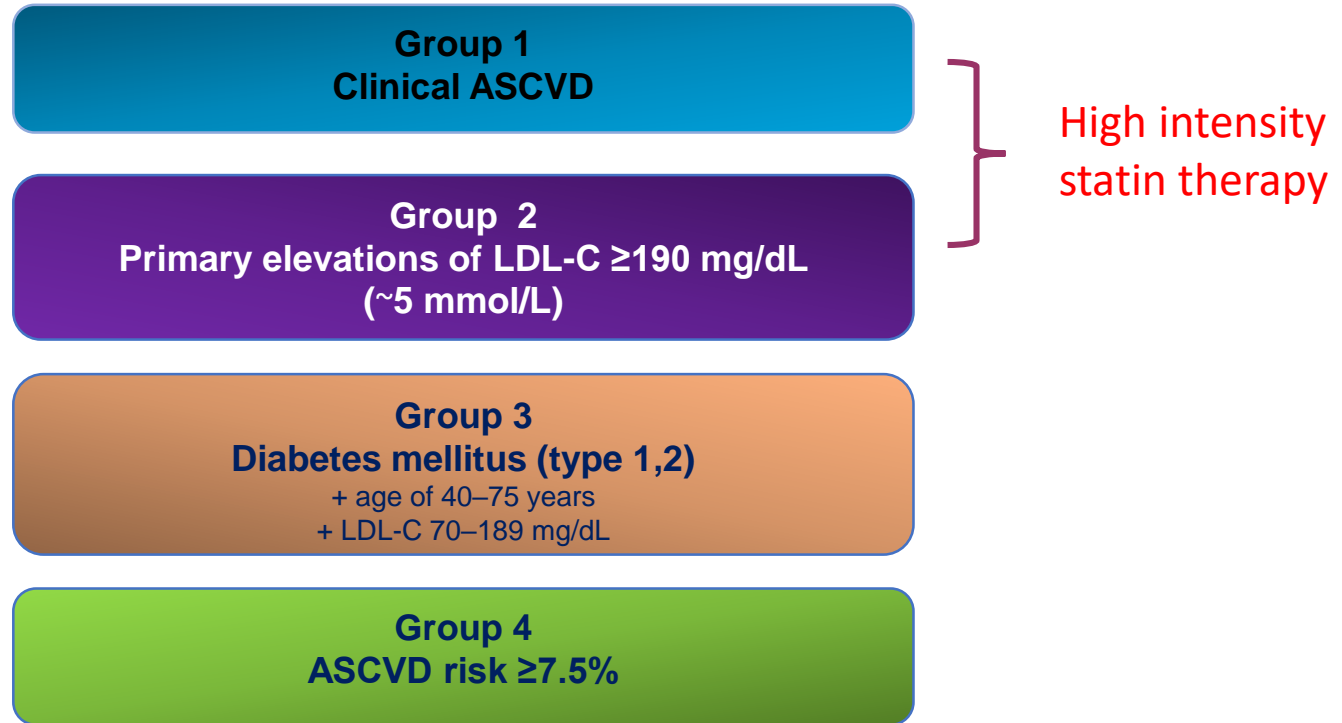 Group 1
Clinical ASCVD
High intensity
statin therapy
Group 2
Primary elevations of LDL-C ≥190 mg/dL
(~5 mmol/L)
Group 3
Diabetes mellitus (type 1,2)
+ age of 40–75 years
+ LDL-C 70–189 mg/dL
Group 4
ASCVD risk ≥7.5%